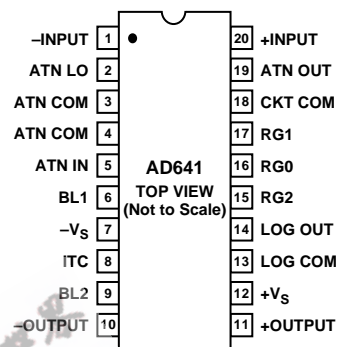 –INPUT 1 20 +INPUT
ATN LO 2 19 ATN OUT
ATN COM 3 18 CKT COM
ATN COM 4 17 RG1
ATN IN 5 16 RG0
BL1 6 15 RG2
–VS 7 14 LOG OUT
ITC 8 13 LOG COM
BL2 9 12 +VS
–OUTPUT 10 11 +OUTPUT
AD641
TOP VIEW
(Not to Scale)